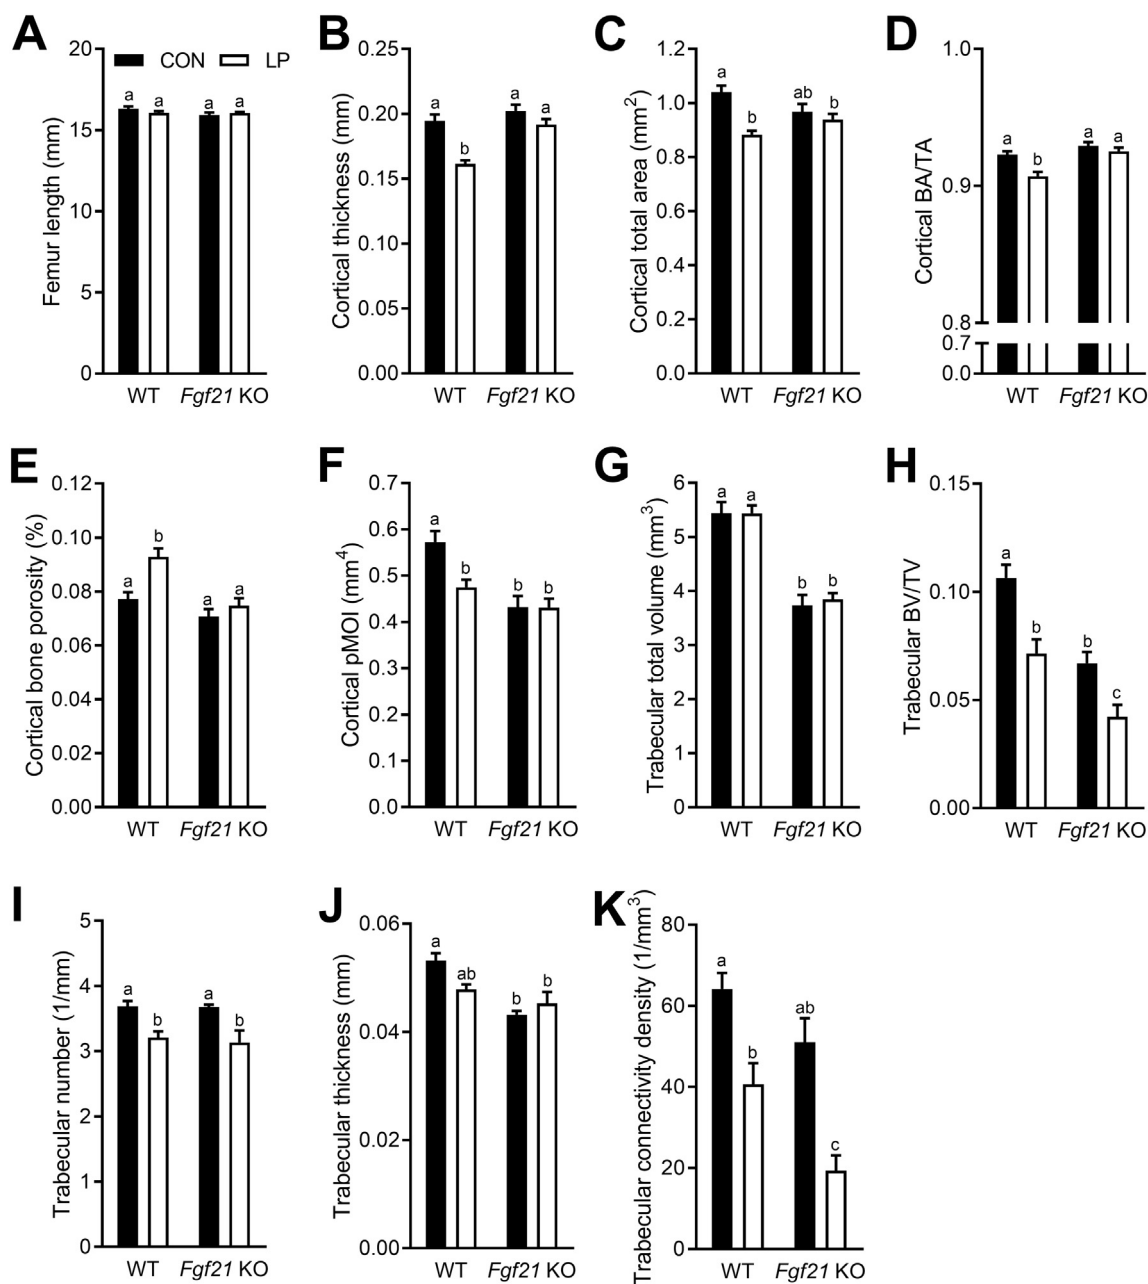 A
B
C
D
CON
LP
Femur length (mm)
20
15
10
5
0
a
a
a
a
WT
Fgf21 KO
Cortical thickness (mm)
0.25
0.20
0.15
0.10
0.05
0.00
a
b
a
a
WT
Fgf21 KO
Cortical total area (mm²)
1.2
1.0
0.8
0.6
0.4
0.2
0.0
a
b
ab
b
WT
Fgf21 KO
Cortical BA/TA
1.0
0.9
0.8
0.7
0.0
a
b
a
a
WT
Fgf21 KO
E
F
G
H
Cortical bone porosity (%)
0.12
0.10
0.08
0.06
0.04
0.02
0.00
a
b
a
a
WT
Fgf21 KO
Cortical pMOI (mm⁴)
0.7
0.6
0.5
0.4
0.3
0.2
0.1
0.0
a
b
b
b
WT
Fgf21 KO
Trabecular total volume (mm³)
6
5
4
3
2
1
0
a
a
b
b
WT
Fgf21 KO
Trabecular BV/TV
0.15
0.10
0.05
0.00
a
b
b
c
WT
Fgf21 KO
I
J
K
Trabecular number (1/mm)
5
4
3
2
1
0
a
b
a
b
WT
Fgf21 KO
Trabecular thickness (mm)
0.06
0.04
0.02
0.00
a
ab
b
b
WT
Fgf21 KO
Trabecular connectivity density (1/mm³)
80
60
40
20
0
a
b
ab
c
WT
Fgf21 KO